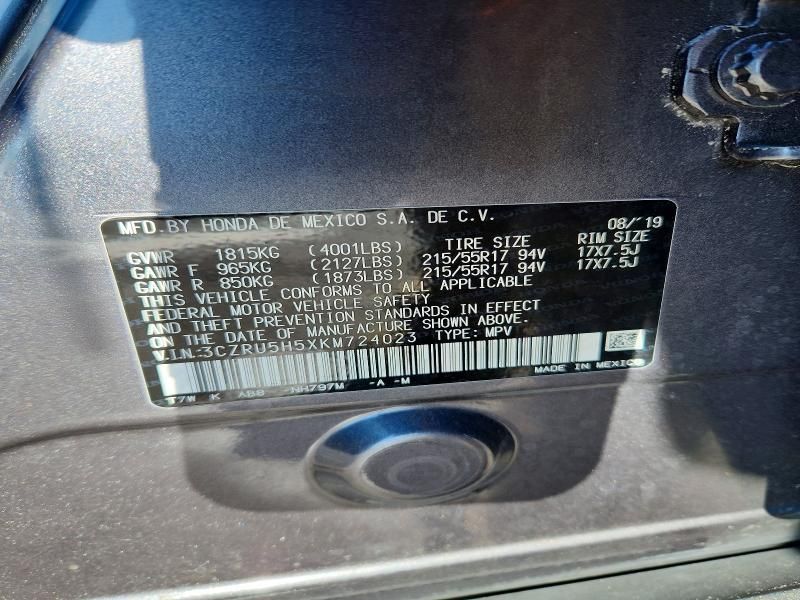 MFD.BY HONDA DE MEXICO S.A. DE C.V. 08/'19
GVWR 1815KG (4001LBS) TIRE SIZE RIM SIZE
GAWR F 965KG (2127LBS) 215/55R17 94V 17X7.5J
GAWR R 850KG (1873LBS) 215/55R17 94V 17X7.5J
THIS VEHICLE CONFORMS TO ALL APPLICABLE
FEDERAL MOTOR VEHICLE SAFETY
AND THEFT PREVENTION STANDARDS IN EFFECT
ON THE DATE OF MANUFACTURE SHOWN ABOVE.
V.I.N.:3CZRU5H5XKM724023 TYPE: MPV
MADE IN MEXICO
T7W K AB8 NH797M -A -M